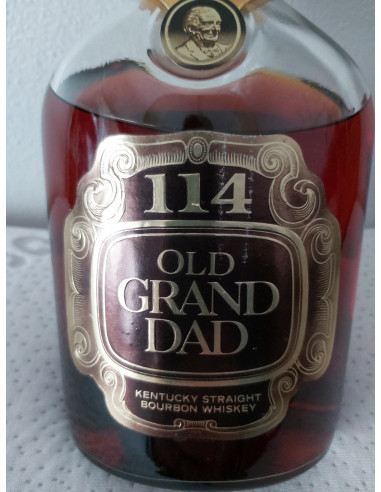 114
OLD
GRAND
DAD
KENTUCKY STRAIGHT
BOURBON WHISKEY